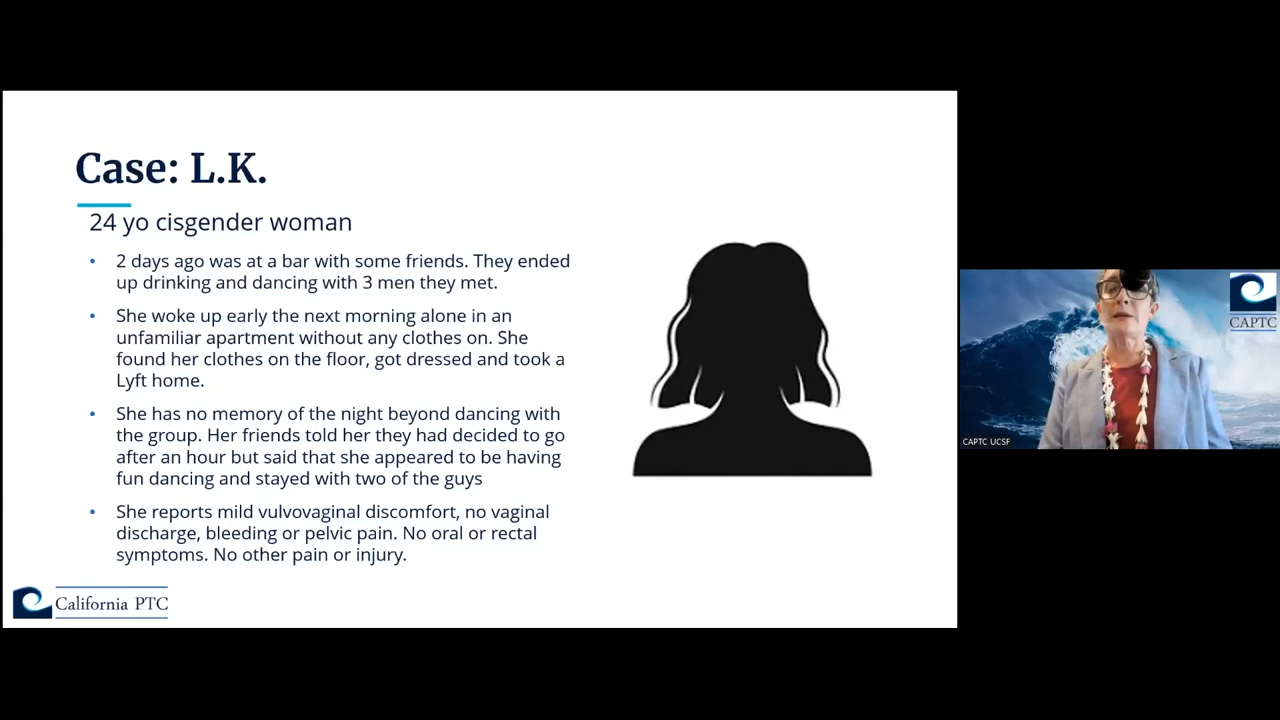 Case: L.K.
24 yo cisgender woman
• 2 days ago was at a bar with some friends. They ended
up drinking and dancing with 3 men they met.
• She woke up early the next morning alone in an
unfamiliar apartment without any clothes on. She
found her clothes on the floor, got dressed and took a
Lyft home.
• She has no memory of the night beyond dancing with
the group. Her friends told her they had decided to go
after an hour but said that she appeared to be having
fun dancing and stayed with two of the guys
• She reports mild vulvovaginal discomfort, no vaginal
discharge, bleeding or pelvic pain. No oral or rectal
symptoms. No other pain or injury.
California PTC
CAPTC
CAPTC UCSF